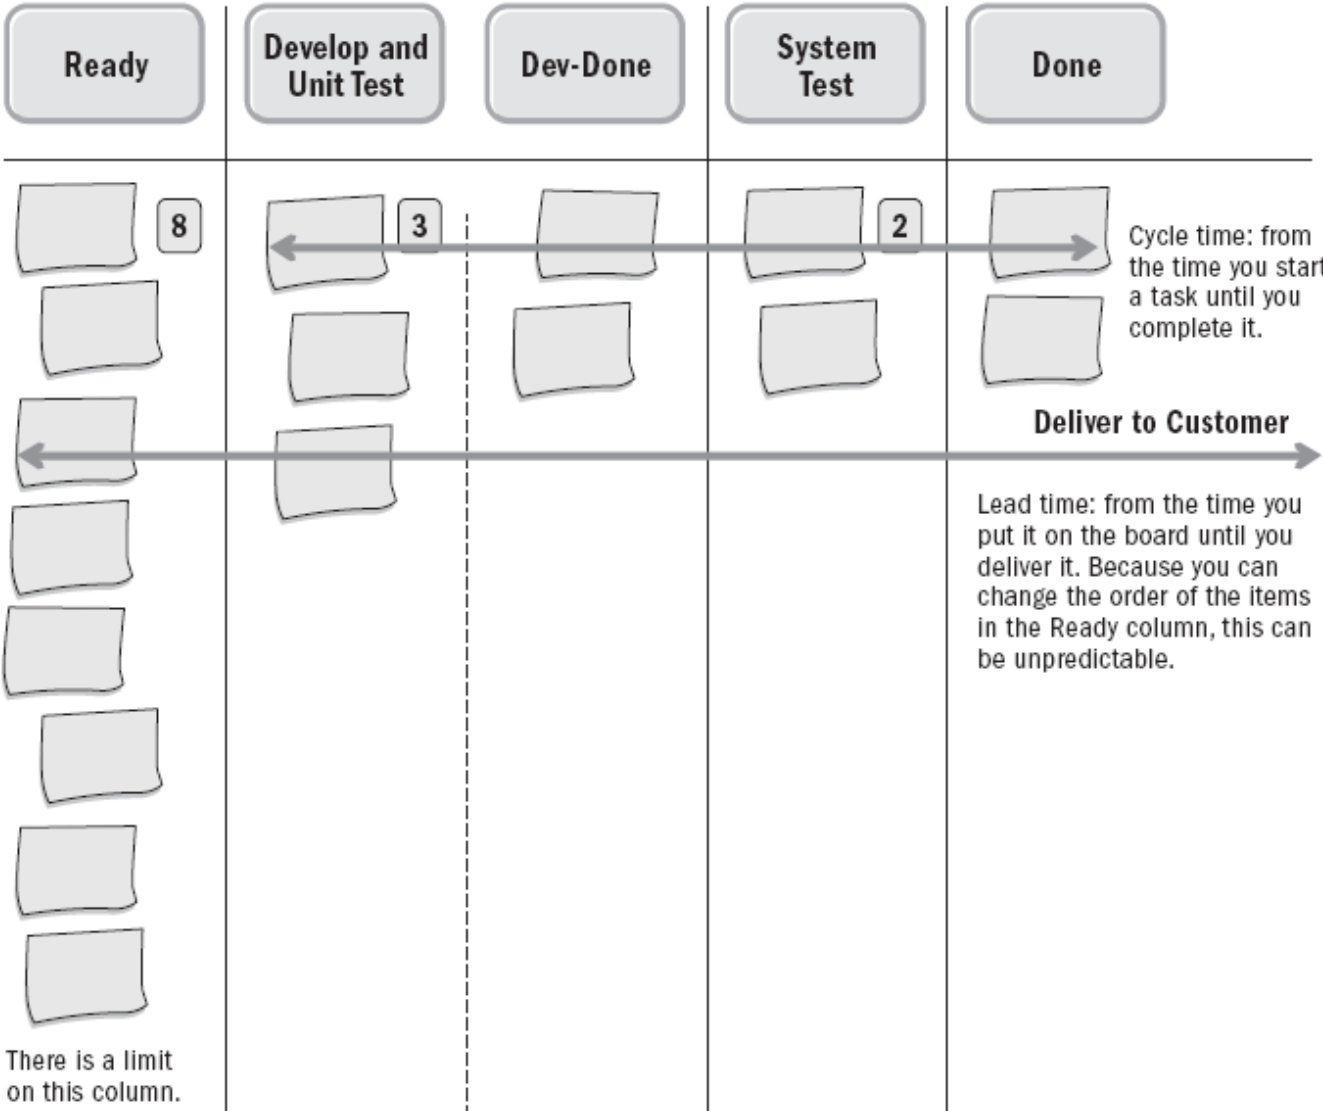 Ready
Develop and
Unit Test
Dev-Done
System
Test
Done
8
3
2
Cycle time: from
the time you start
a task until you
complete it.
Deliver to Customer
Lead time: from the time you
put it on the board until you
deliver it. Because you can
change the order of the items
in the Ready column, this can
be unpredictable.
There is a limit
on this column.